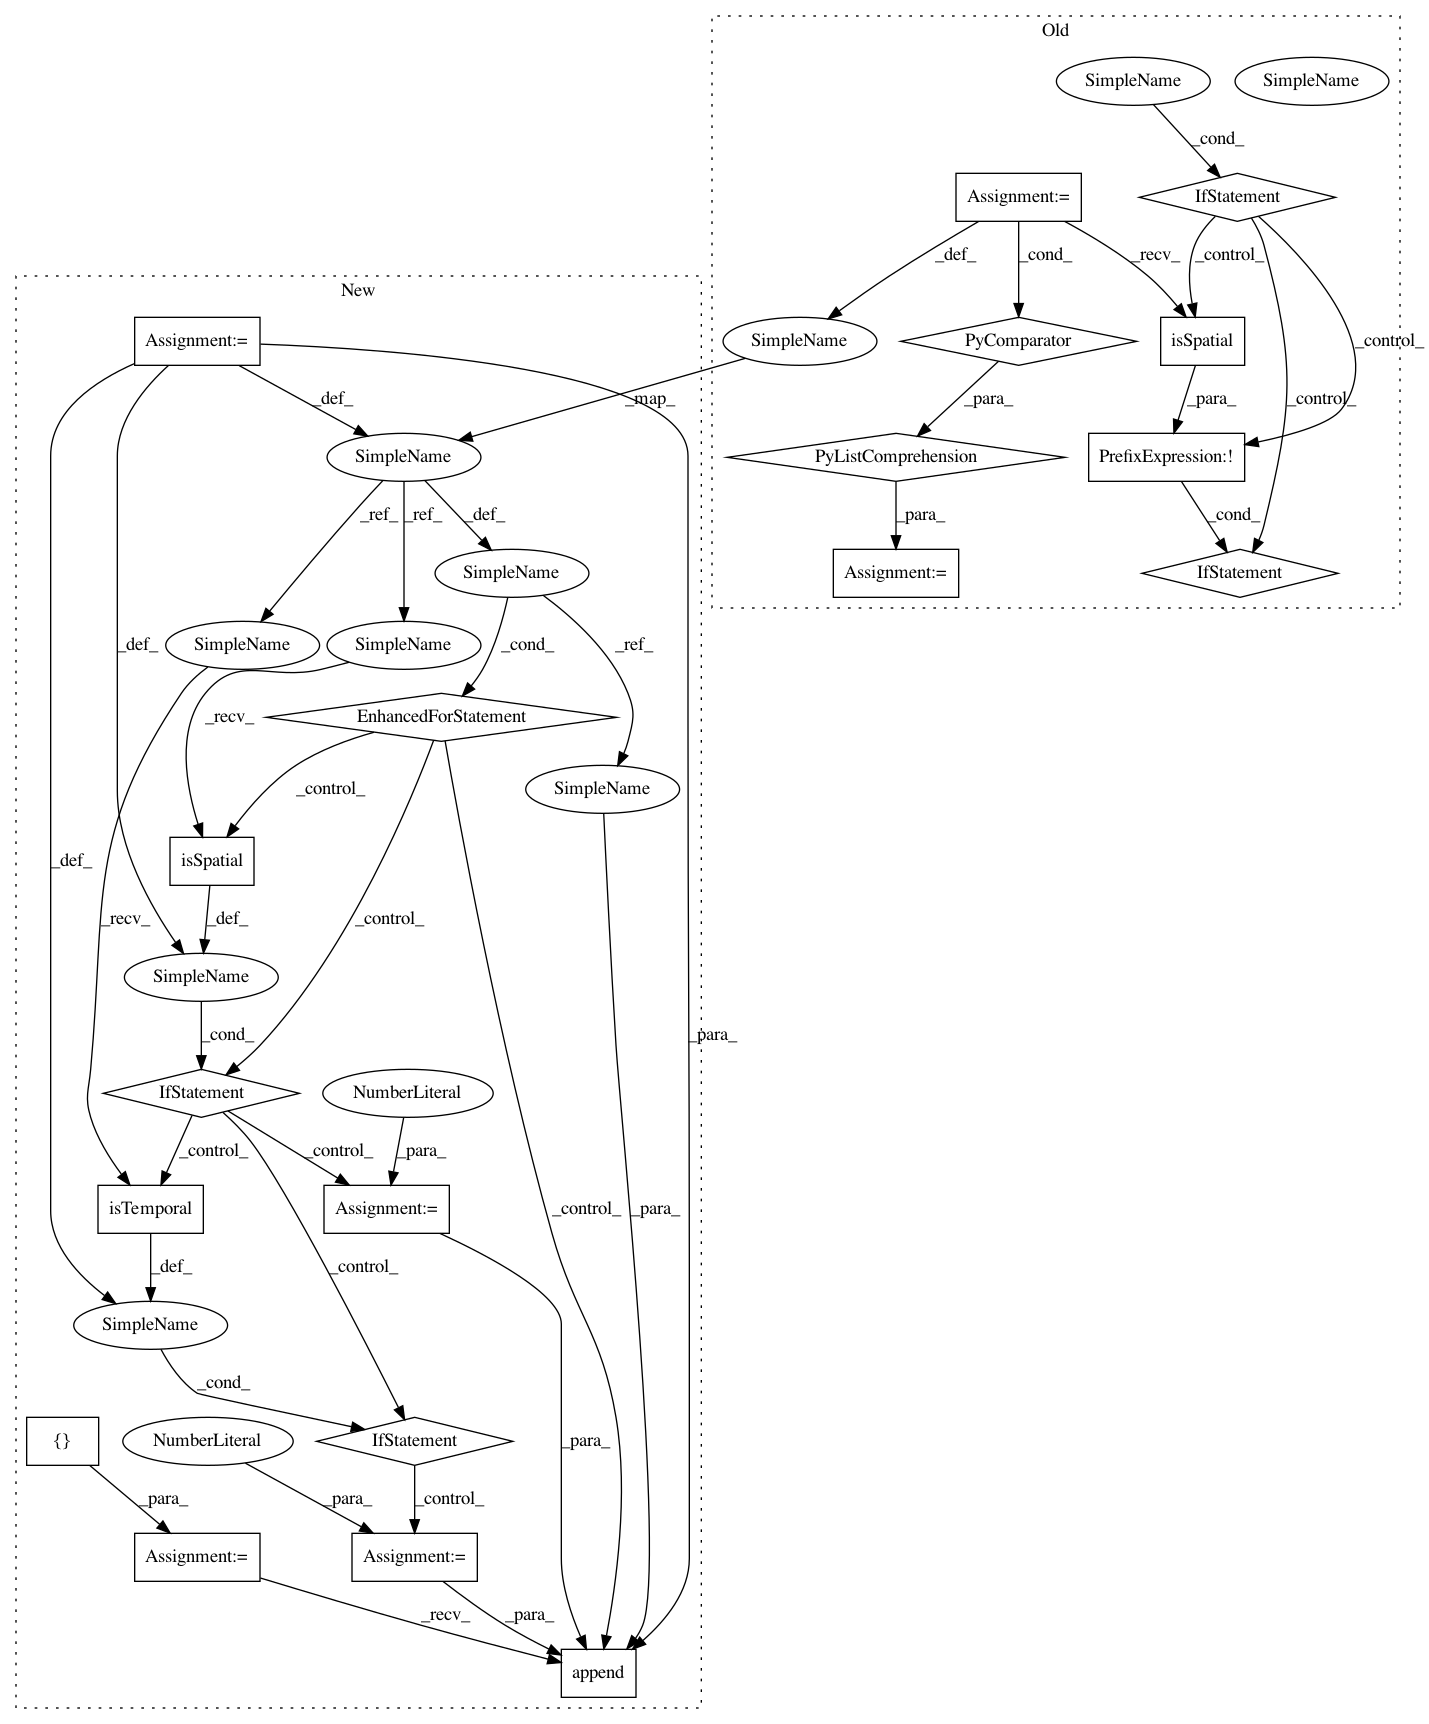 Old
SimpleName
SimpleName
_cond_
Assignment:=
IfStatement
_def_
_cond_
_recv_
_control_
New
Assignment:=
SimpleName
PyComparator
isSpatial
_control_
_def_
_map_
_para_
_para_
_control_
SimpleName
PyListComprehension
PrefixExpression:!
_ref_
_ref_
_def_
_para_
_cond_
SimpleName
Assignment:=
IfStatement
_def_
SimpleName
SimpleName
_cond_
_ref_
_recv_
EnhancedForStatement
_control_
SimpleName
_def_
isSpatial
_recv_
_def_
_control_
SimpleName
_cond_
_para_
IfStatement
NumberLiteral
_control_
_control_
_para_
isTemporal
Assignment:=
_control_
_para_
_def_
_control_
SimpleName
_cond_
{}
NumberLiteral
IfStatement
_para_
_para_
_para_
_control_
Assignment:=
Assignment:=
_recv_
_para_
append